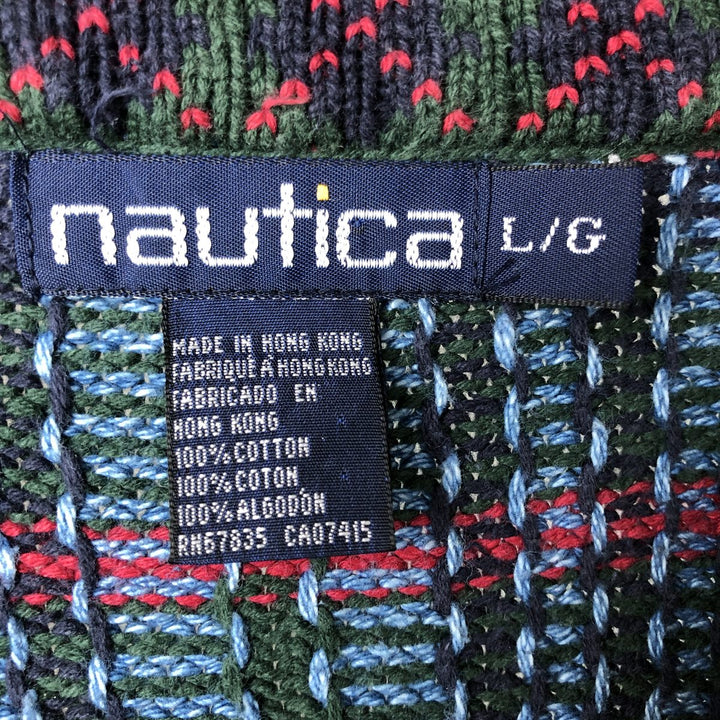 nautica L/G
MADE IN HONG KONG
FABRIQUÉ À HONG KONG
FABRICADO EN
HONG KONG
100% COTTON
100% COTON
100% ALGODÓN
RN67835 CA07415